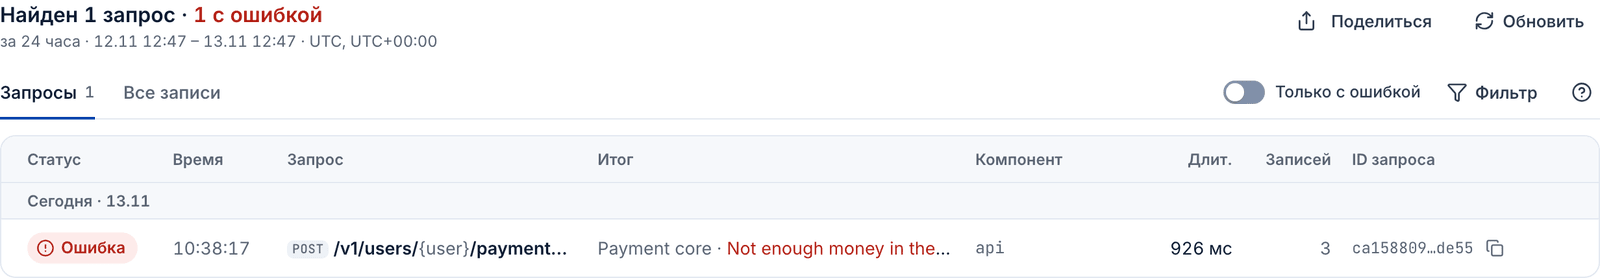 Найден 1 запрос · 1 с ошибкой
Поделиться
Обновить
за 24 часа · 12.11 12:47 – 13.11 12:47 · UTC, UTC+00:00
Запросы 1
Все записи
Только с ошибкой
Фильтр
Статус Время Запрос Итог Компонент Длит. Записей ID запроса
Сегодня · 13.11
Ошибка 10:38:17 POST /v1/users/{user}/payment... Payment core · Not enough money in the... api 926 мс 3 ca158809…de55